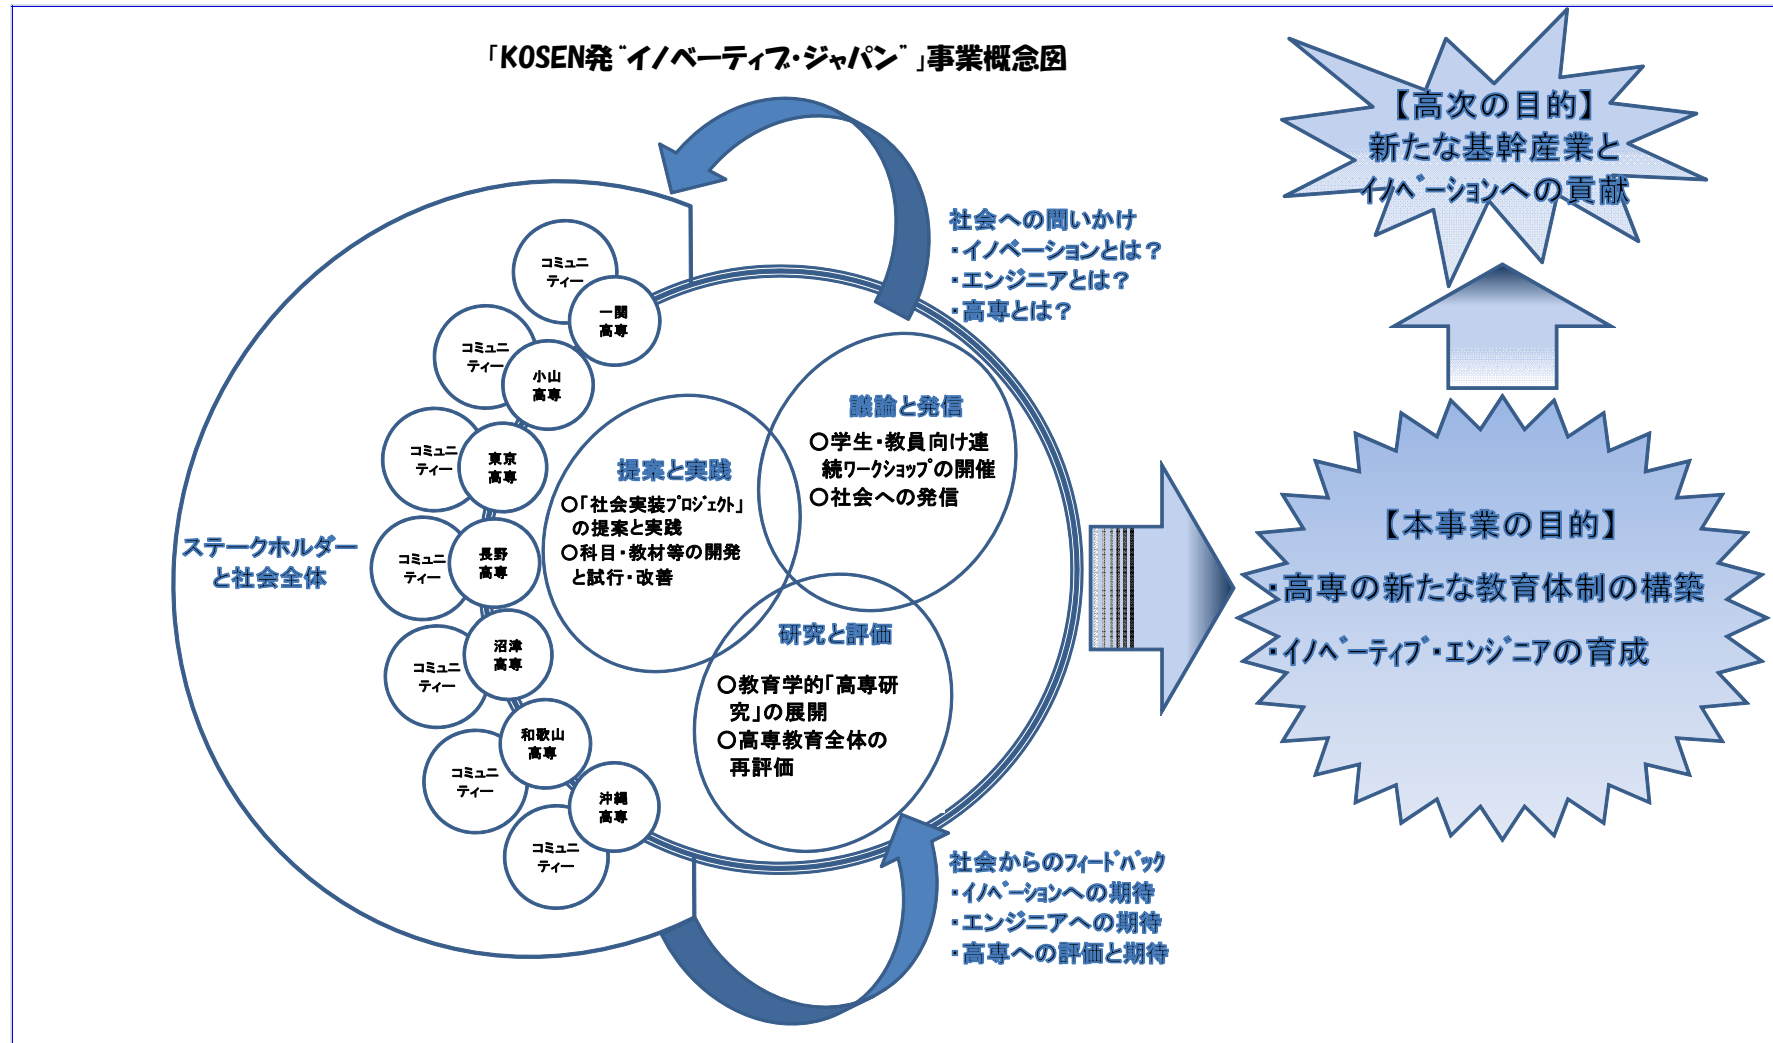 「KOSEN発“イノベーティブ・ジャパン”」事業概念図
【高次の目的】
新たな基幹産業と
ｲﾉﾍﾞｰｼｮﾝへの貢献
社会への問いかけ
・イノベーションとは？
・エンジニアとは？
・高専とは？
コミュニ
ティー
一関
高専
コミュニ
ティー
小山
高専
コミュニ
ティー
東京
高専
コミュニ
ティー
長野
高専
コミュニ
ティー
沼津
高専
コミュニ
ティー
和歌山
高専
コミュニ
ティー
沖縄
高専
ステークホルダー
と社会全体
提案と実践
○「社会実装ﾌﾟﾛｼﾞｪｸﾄ」
の提案と実践
○科目・教材等の開発
と試行・改善
議論と発信
○学生・教員向け連
続ﾜｰｸｼｮｯﾌﾟの開催
○社会への発信
研究と評価
○教育学的「高専研
究」の展開
○高専教育全体の
再評価
【本事業の目的】
・高専の新たな教育体制の構築
・ｲﾉﾍﾞｰﾃｨﾌﾞ・ｴﾝｼﾞﾆｱの育成
社会からのﾌｨｰﾄﾞﾊﾞｯｸ
・ｲﾉﾍﾞｰｼｮﾝへの期待
・エンジニアへの期待
・高専への評価と期待